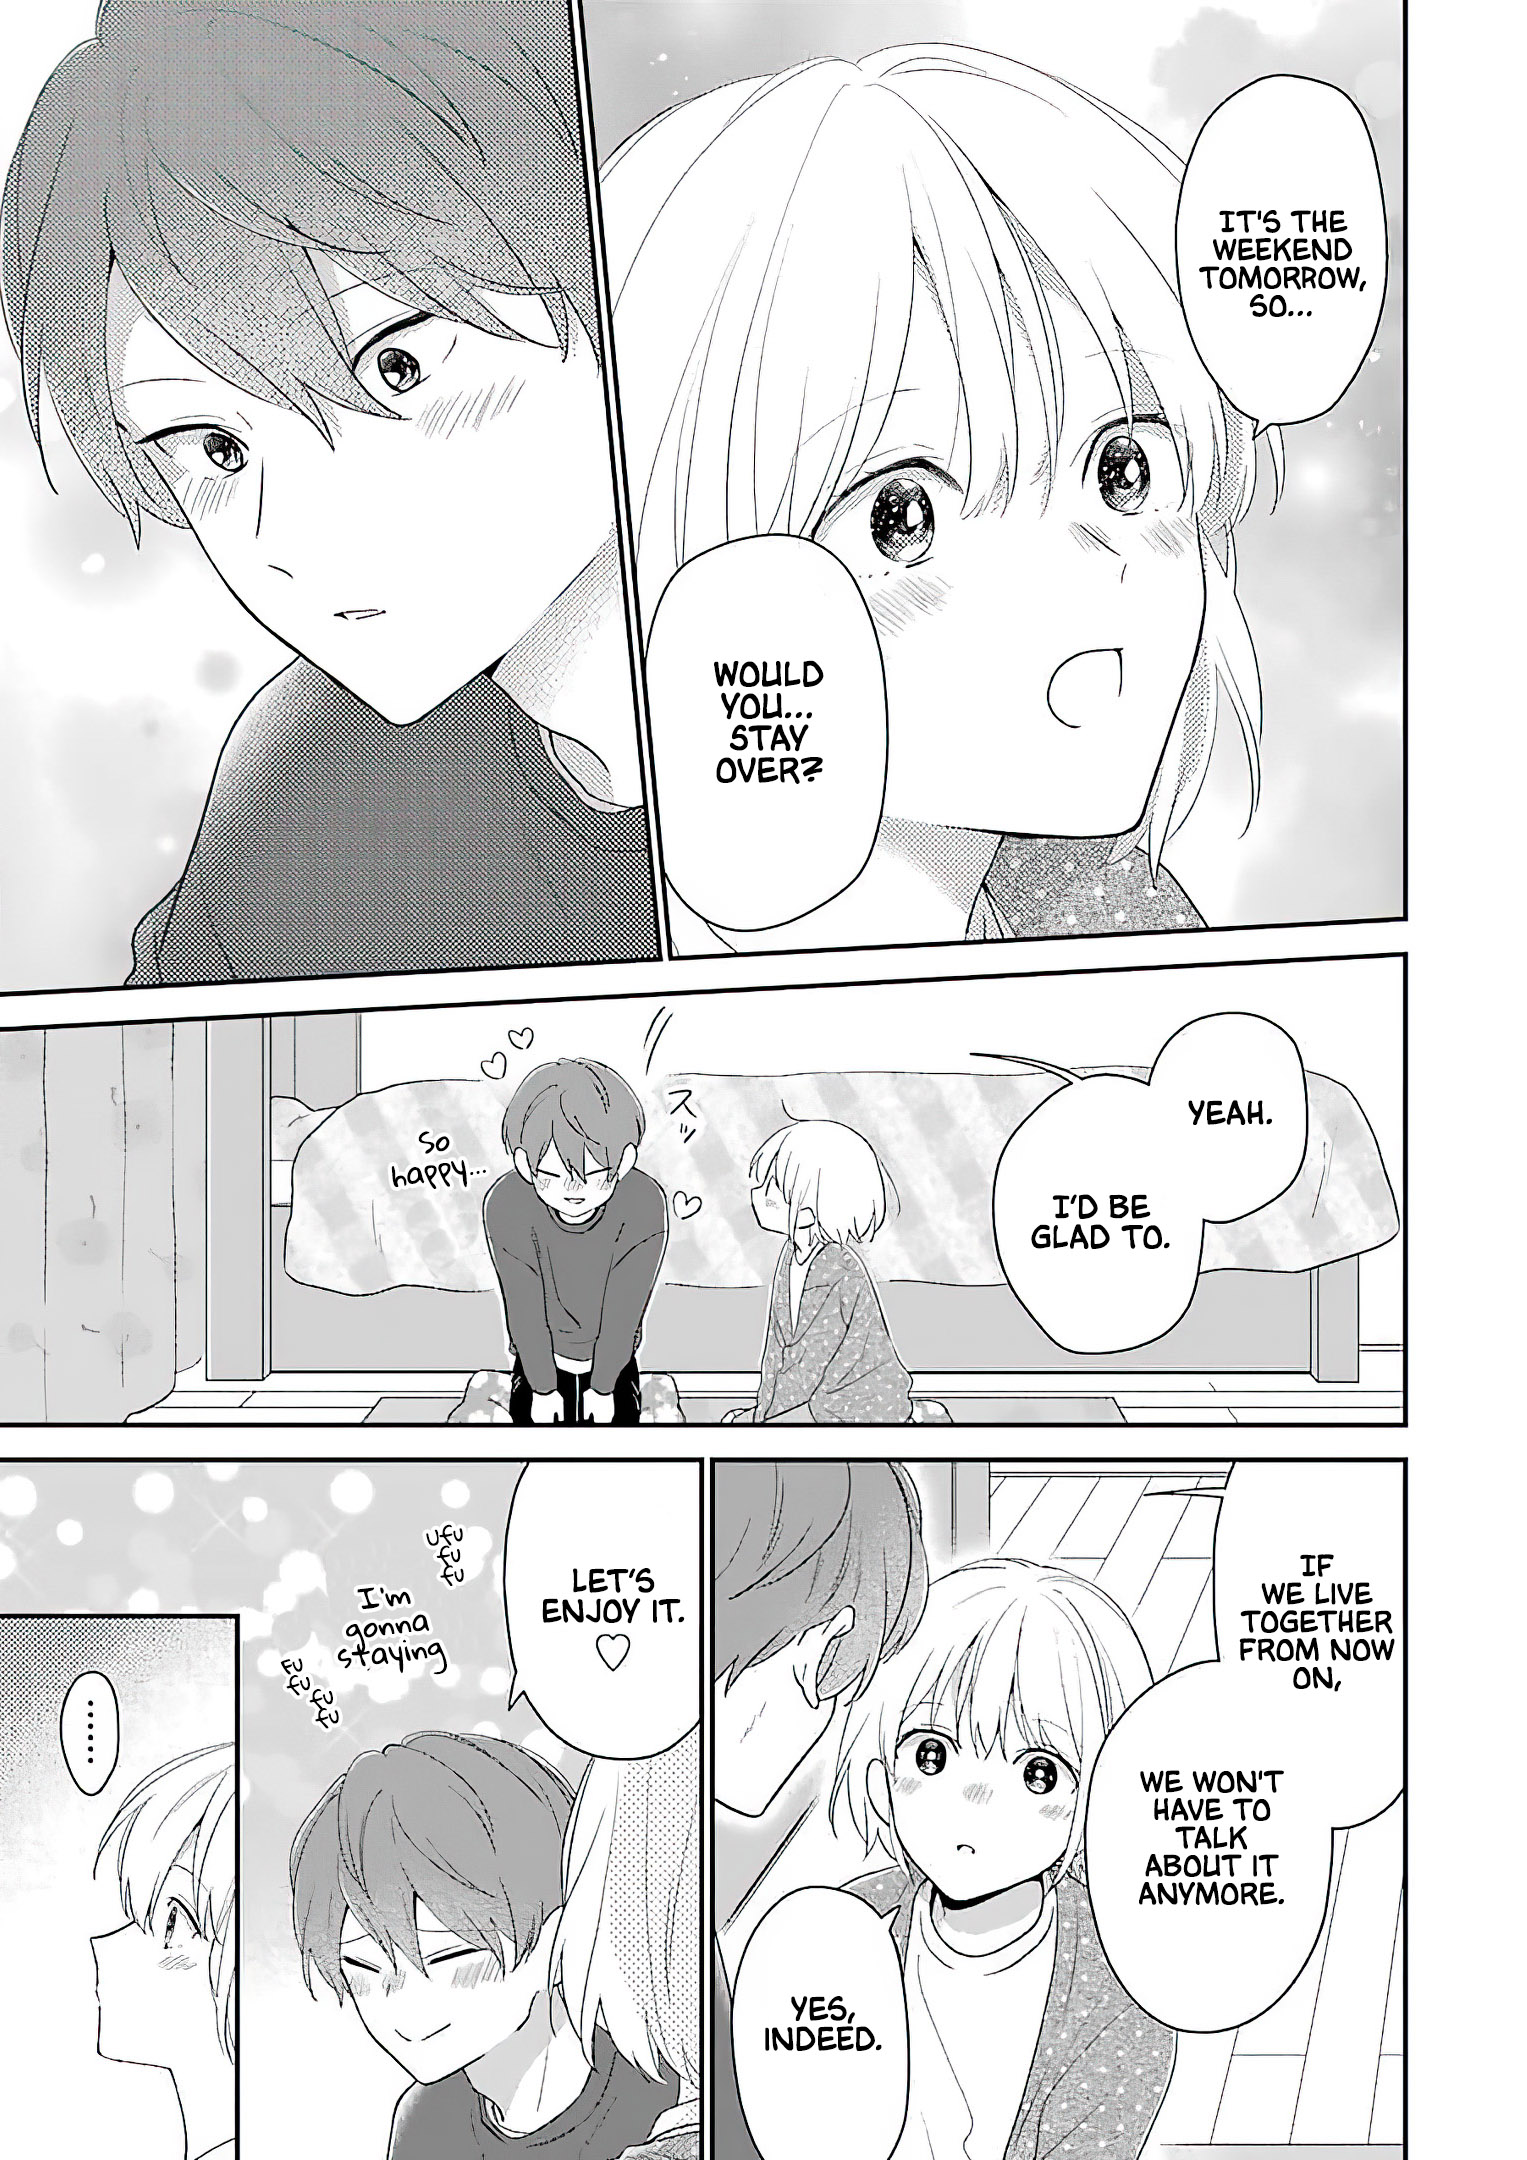 IT'S THE
WEEKEND
TOMORROW,
SO...
WOULD
YOU...
STAY
OVER?
YEAH.
I'D BE
GLAD TO.
スッ
So
happy...
IF
WE LIVE
TOGETHER
FROM NOW
ON,
WE WON'T
HAVE TO
TALK
ABOUT IT
ANYMORE.
YES,
INDEED.
LET'S
ENJOY IT.
♡
Ufu
fu
fu
I'm
gonna
staying
Fu
fu
fu
fu
......